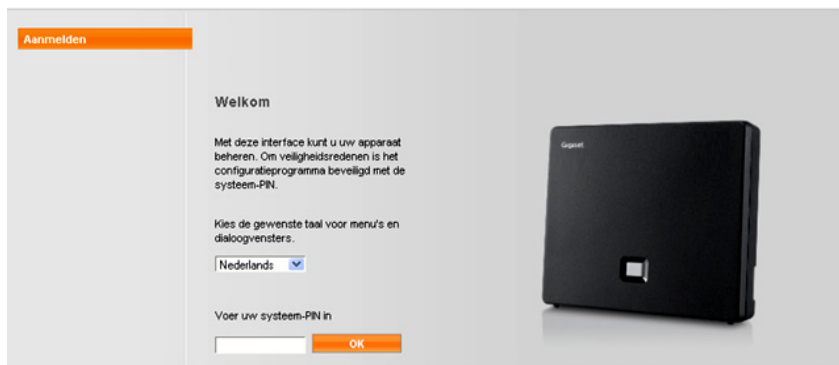 Aanmelden
Welkom
Met deze interface kunt u uw apparaat
beheren. Om veiligheidsredenen is het
configuratieprogramma beveiligd met de
systeem-PIN.
Kies de gewenste taal voor menu's en
dialoogvensters.
Nederlands
Voer uw systeem-PIN in
OK
Gigaset